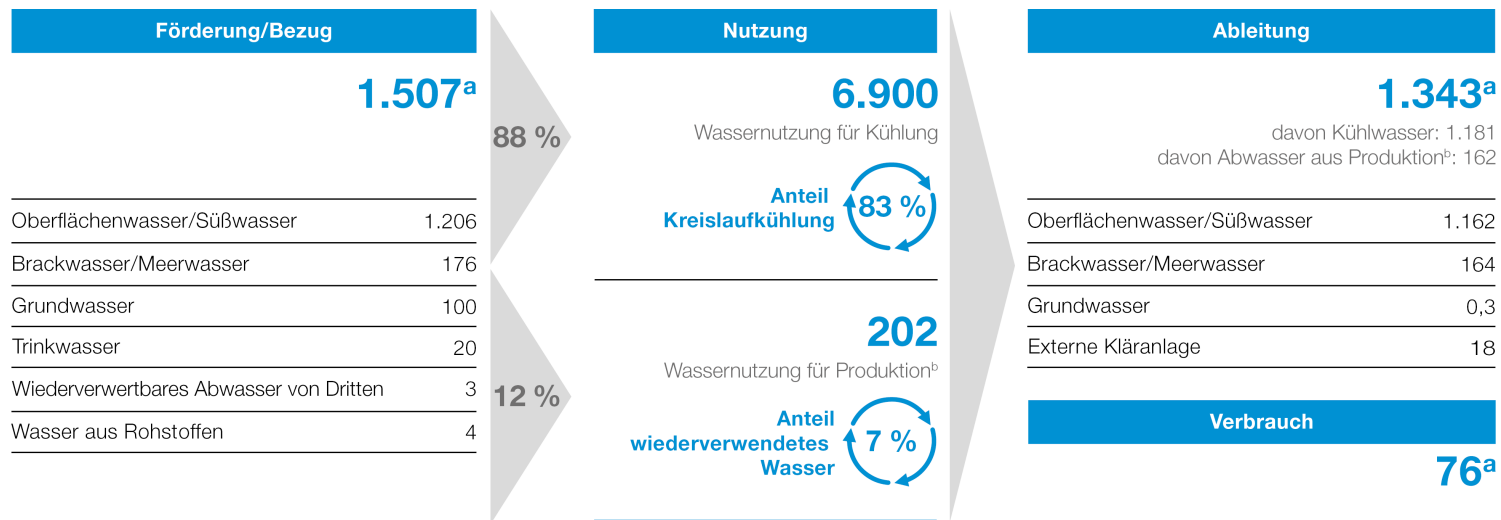 Förderung/Bezug
1.507ᵃ
Oberflächenwasser/Süßwasser 1.206
Brackwasser/Meerwasser 176
Grundwasser 100
Trinkwasser 20
Wiederverwertbares Abwasser von Dritten 3
Wasser aus Rohstoffen 4
88 %
12 %
Nutzung
6.900
Wassernutzung für Kühlung
Anteil
Kreislaufkühlung
83 %
202
Wassernutzung für Produktionᵇ
Anteil
wiederverwendetes
Wasser
7 %
Ableitung
1.343ᵃ
davon Kühlwasser: 1.181
davon Abwasser aus Produktionᵇ: 162
Oberflächenwasser/Süßwasser 1.162
Brackwasser/Meerwasser 164
Grundwasser 0,3
Externe Kläranlage 18
Verbrauch
76ᵃ